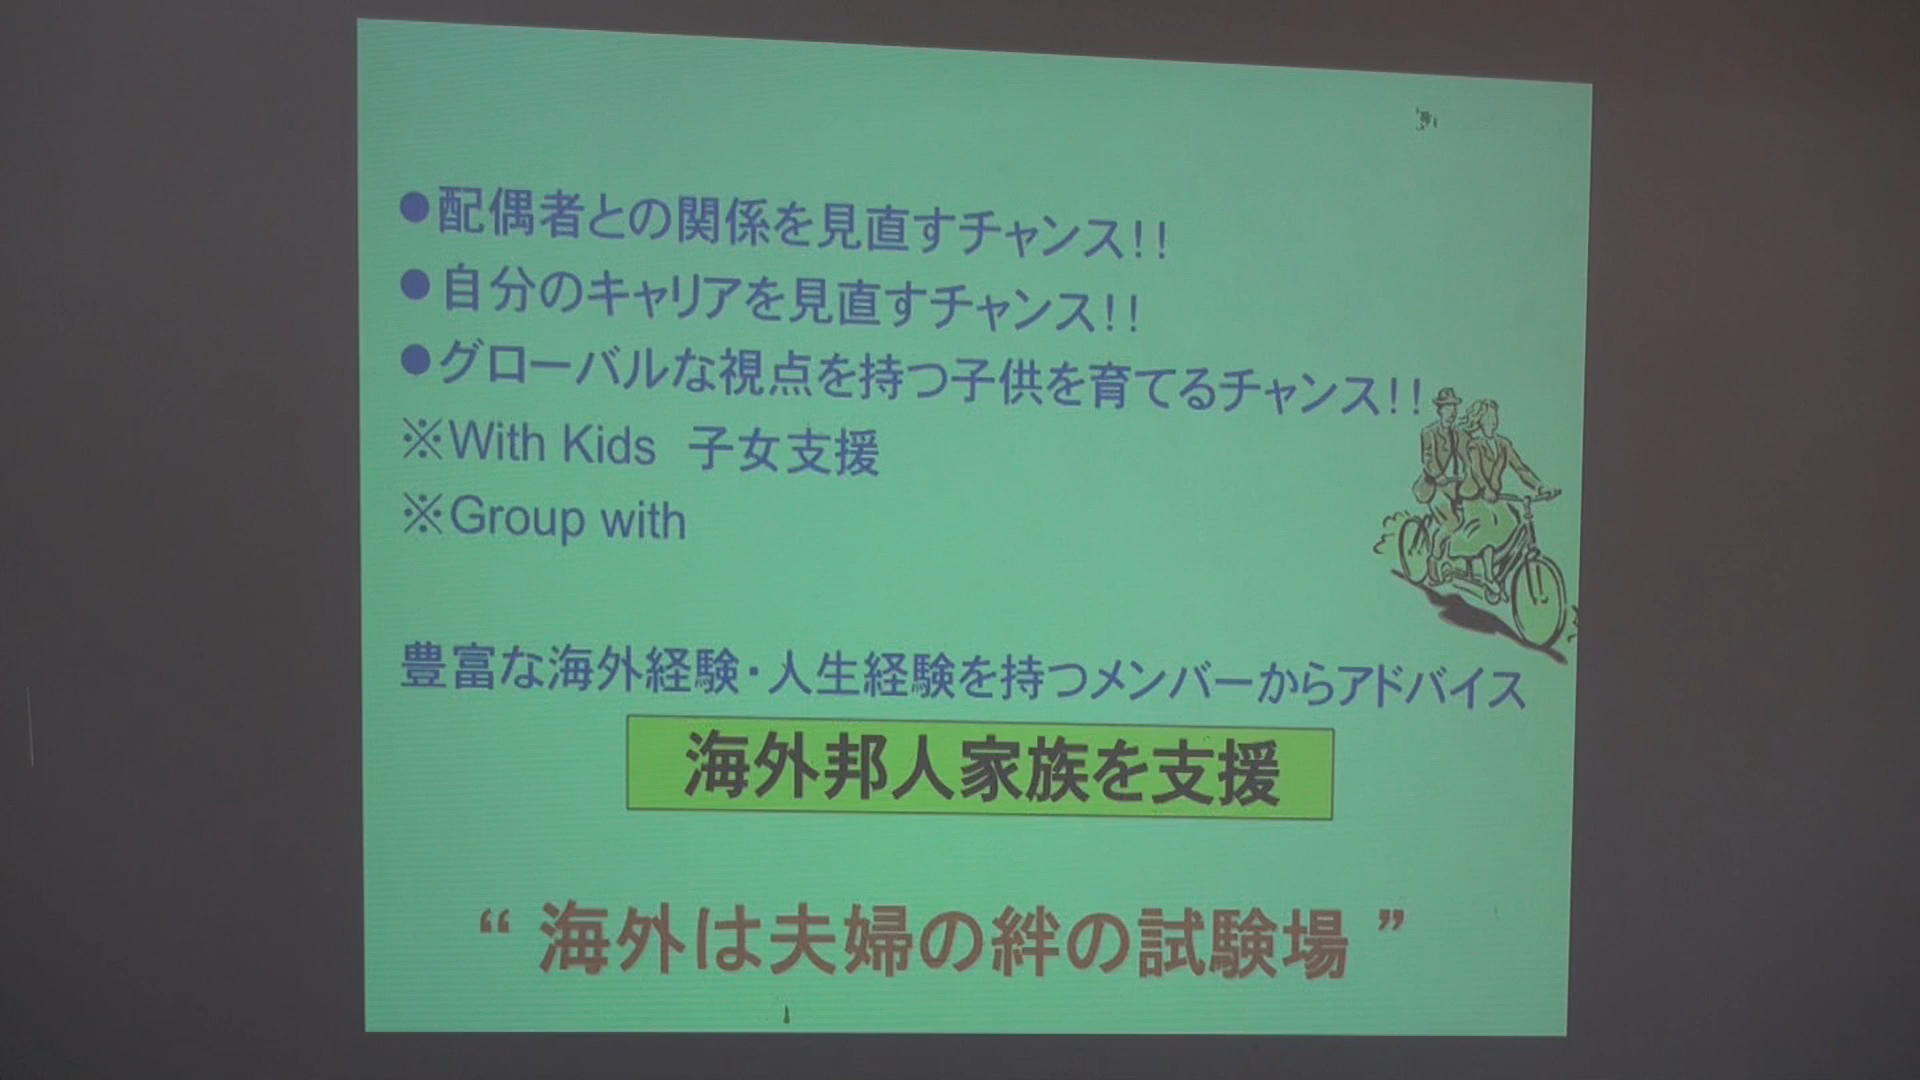 ●配偶者との関係を見直すチャンス!!
●自分のキャリアを見直すチャンス!!
●グローバルな視点を持つ子供を育てるチャンス!!
※With Kids 子女支援
※Group with
豊富な海外経験・人生経験を持つメンバーからアドバイス
海外邦人家族を支援
“ 海外は夫婦の絆の試験場 ”